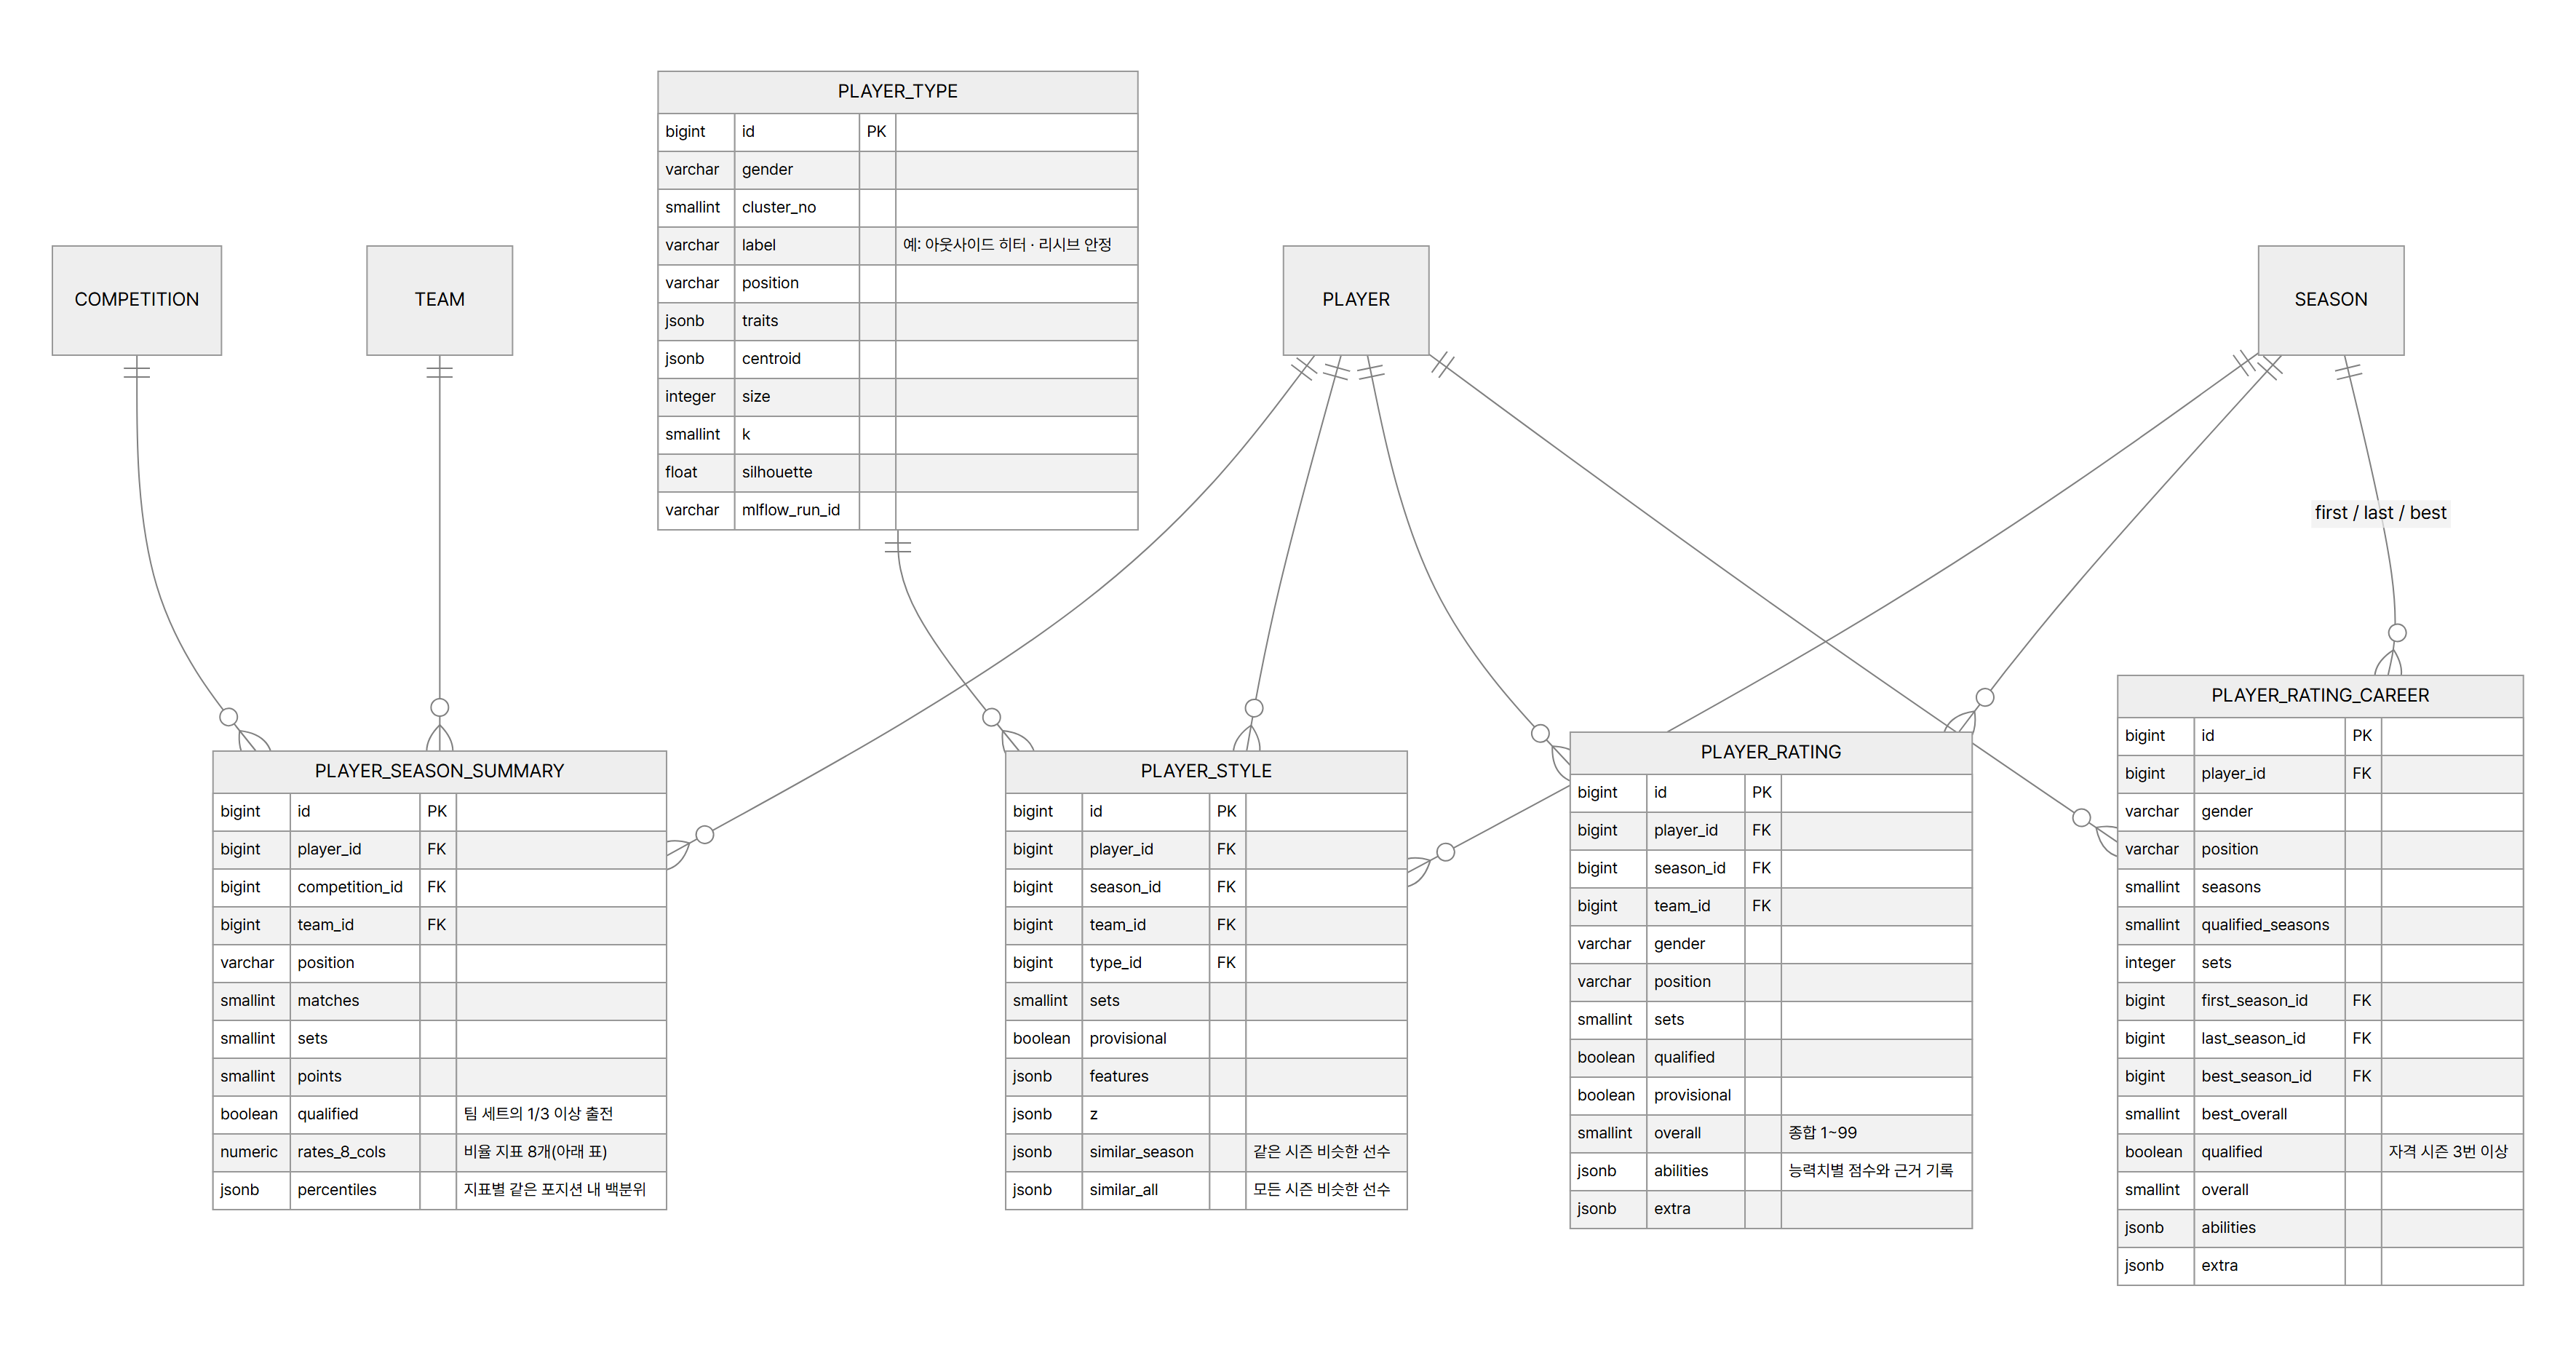 PLAYER_TYPE
bigint id PK
varchar gender
smallint cluster_no
varchar label 예: 아웃사이드 히터 · 리시브 안정
varchar position
jsonb traits
jsonb centroid
integer size
smallint k
float silhouette
varchar mlflow_run_id
COMPETITION
TEAM
PLAYER
SEASON
first / last / best
PLAYER_SEASON_SUMMARY
bigint id PK
bigint player_id FK
bigint competition_id FK
bigint team_id FK
varchar position
smallint matches
smallint sets
smallint points
boolean qualified 팀 세트의 1/3 이상 출전
numeric rates_8_cols 비율 지표 8개(아래 표)
jsonb percentiles 지표별 같은 포지션 내 백분위
PLAYER_STYLE
bigint id PK
bigint player_id FK
bigint season_id FK
bigint team_id FK
bigint type_id FK
smallint sets
boolean provisional
jsonb features
jsonb z
jsonb similar_season 같은 시즌 비슷한 선수
jsonb similar_all 모든 시즌 비슷한 선수
PLAYER_RATING
bigint id PK
bigint player_id FK
bigint season_id FK
bigint team_id FK
varchar gender
varchar position
smallint sets
boolean qualified
boolean provisional
smallint overall 종합 1~99
jsonb abilities 능력치별 점수와 근거 기록
jsonb extra
PLAYER_RATING_CAREER
bigint id PK
bigint player_id FK
varchar gender
varchar position
smallint seasons
smallint qualified_seasons
integer sets
bigint first_season_id FK
bigint last_season_id FK
bigint best_season_id FK
smallint best_overall
boolean qualified 자격 시즌 3번 이상
smallint overall
jsonb abilities
jsonb extra